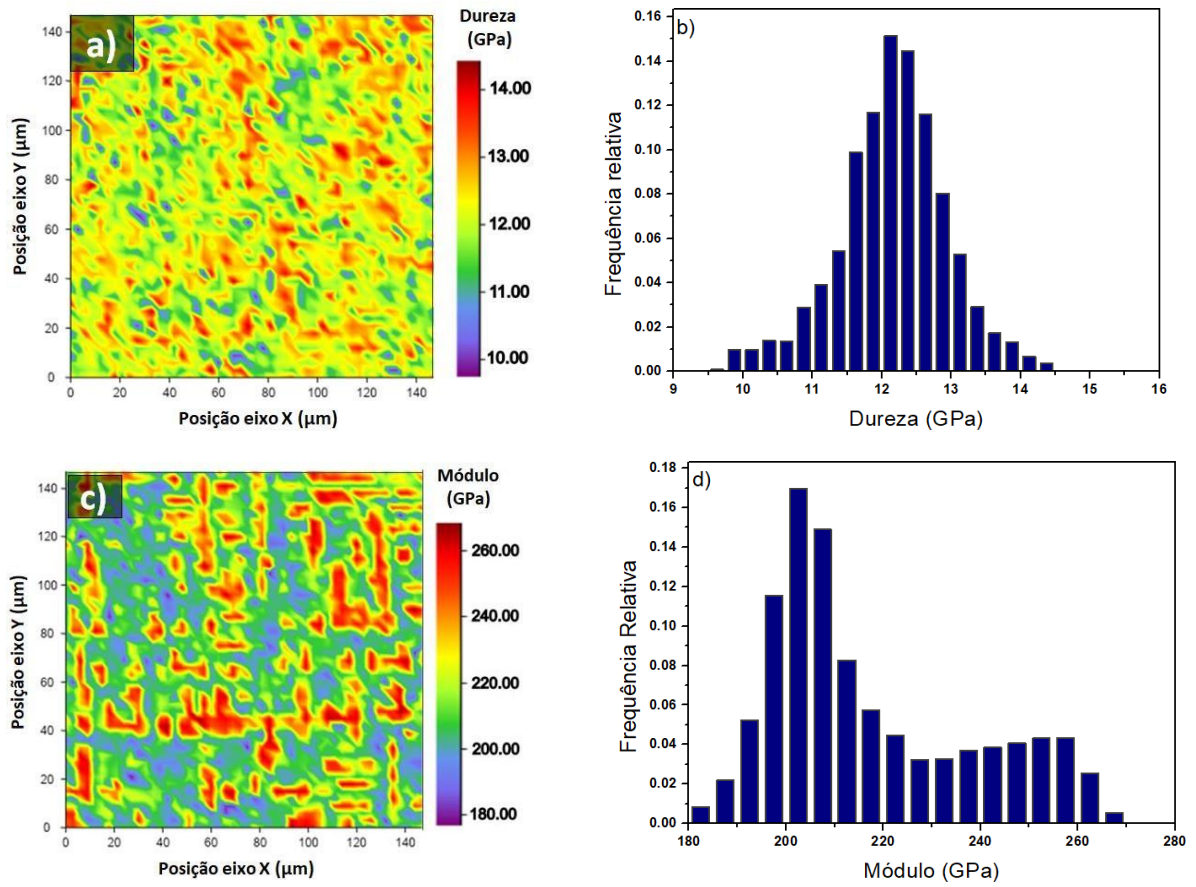 a)
Dureza
(GPa)
14.00
13.00
12.00
11.00
10.00
Posição eixo Y (µm)
140
120
100
80
60
40
20
0
0 20 40 60 80 100 120 140
Posição eixo X (µm)
b)
Frequência relativa
0.16
0.14
0.12
0.10
0.08
0.06
0.04
0.02
0.00
9 10 11 12 13 14 15 16
Dureza (GPa)
c)
Módulo
(GPa)
260.00
240.00
220.00
200.00
180.00
Posição eixo Y (µm)
140
120
100
80
60
40
20
0
0 20 40 60 80 100 120 140
Posição eixo X (µm)
d)
Frequência Relativa
0.18
0.16
0.14
0.12
0.10
0.08
0.06
0.04
0.02
0.00
180 200 220 240 260 280
Módulo (GPa)